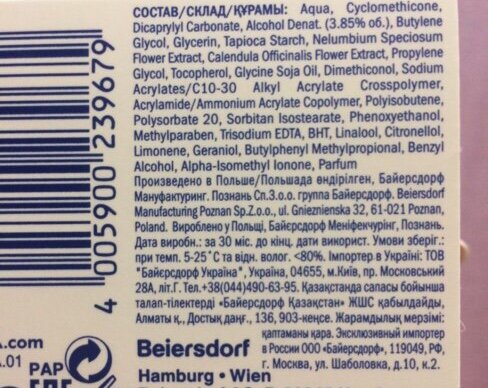 СОСТАВ/СКЛАД/ҚҰРАМЫ: Aqua, Cyclomethicone,
Dicaprylyl Carbonate, Alcohol Denat. (3.85% об.), Butylene
Glycol, Glycerin, Tapioca Starch, Nelumbium Speciosum
Flower Extract, Calendula Officinalis Flower Extract, Propylene
Glycol, Tocopherol, Glycine Soja Oil, Dimethiconol, Sodium
Acrylates/C10-30 Alkyl Acrylate Crosspolymer,
Acrylamide/Ammonium Acrylate Copolymer, Polyisobutene,
Polysorbate 20, Sorbitan Isostearate, Phenoxyethanol,
Methylparaben, Trisodium EDTA, BHT, Linalool, Citronellol,
Limonene, Geraniol, Butylphenyl Methylpropional, Benzyl
Alcohol, Alpha-Isomethyl Ionone, Parfum
Произведено в Польше/Польшада өндірілген, Байерсдорф
Мануфактуринг. Познань Сп.З.о.о. группа Байерсдорф. Beiersdorf
Manufacturing Poznan Sp.Z.o.o., ul. Gnieznienska 32, 61-021 Poznan,
Poland. Вироблено у Польщі, Байєрсдорф Меніфекчурінг, Познань.
Дата виробн.: за 30 міс. до кінц. дати використ. Умови зберіг.:
при темп. 5-25˚С та відн. волог. <80%. Імпортер в Україні: ТОВ
"Байєрсдорф Україна", Україна, 04655, м.Київ, пр. Московський
28А, літ.Г. Тел.+38(044)490-63-95. Қазақстанда сапасы бойынша
талап-тілектерді «Байерсдорф Қазақстан» ЖШС қабылдайды,
Алматы қ., Достық даңғ., 136, 903-кеңсе. Жарамдылық мерзімі:
қаптаманы қара. Эксклюзивный импортер
в России ООО «Байерсдорф», 119049, РФ,
г. Москва, ул. Шаболовка, д.10, к.2.
Beiersdorf
Hamburg • Wien
4 005900 239679
A.com
A.01
PAP